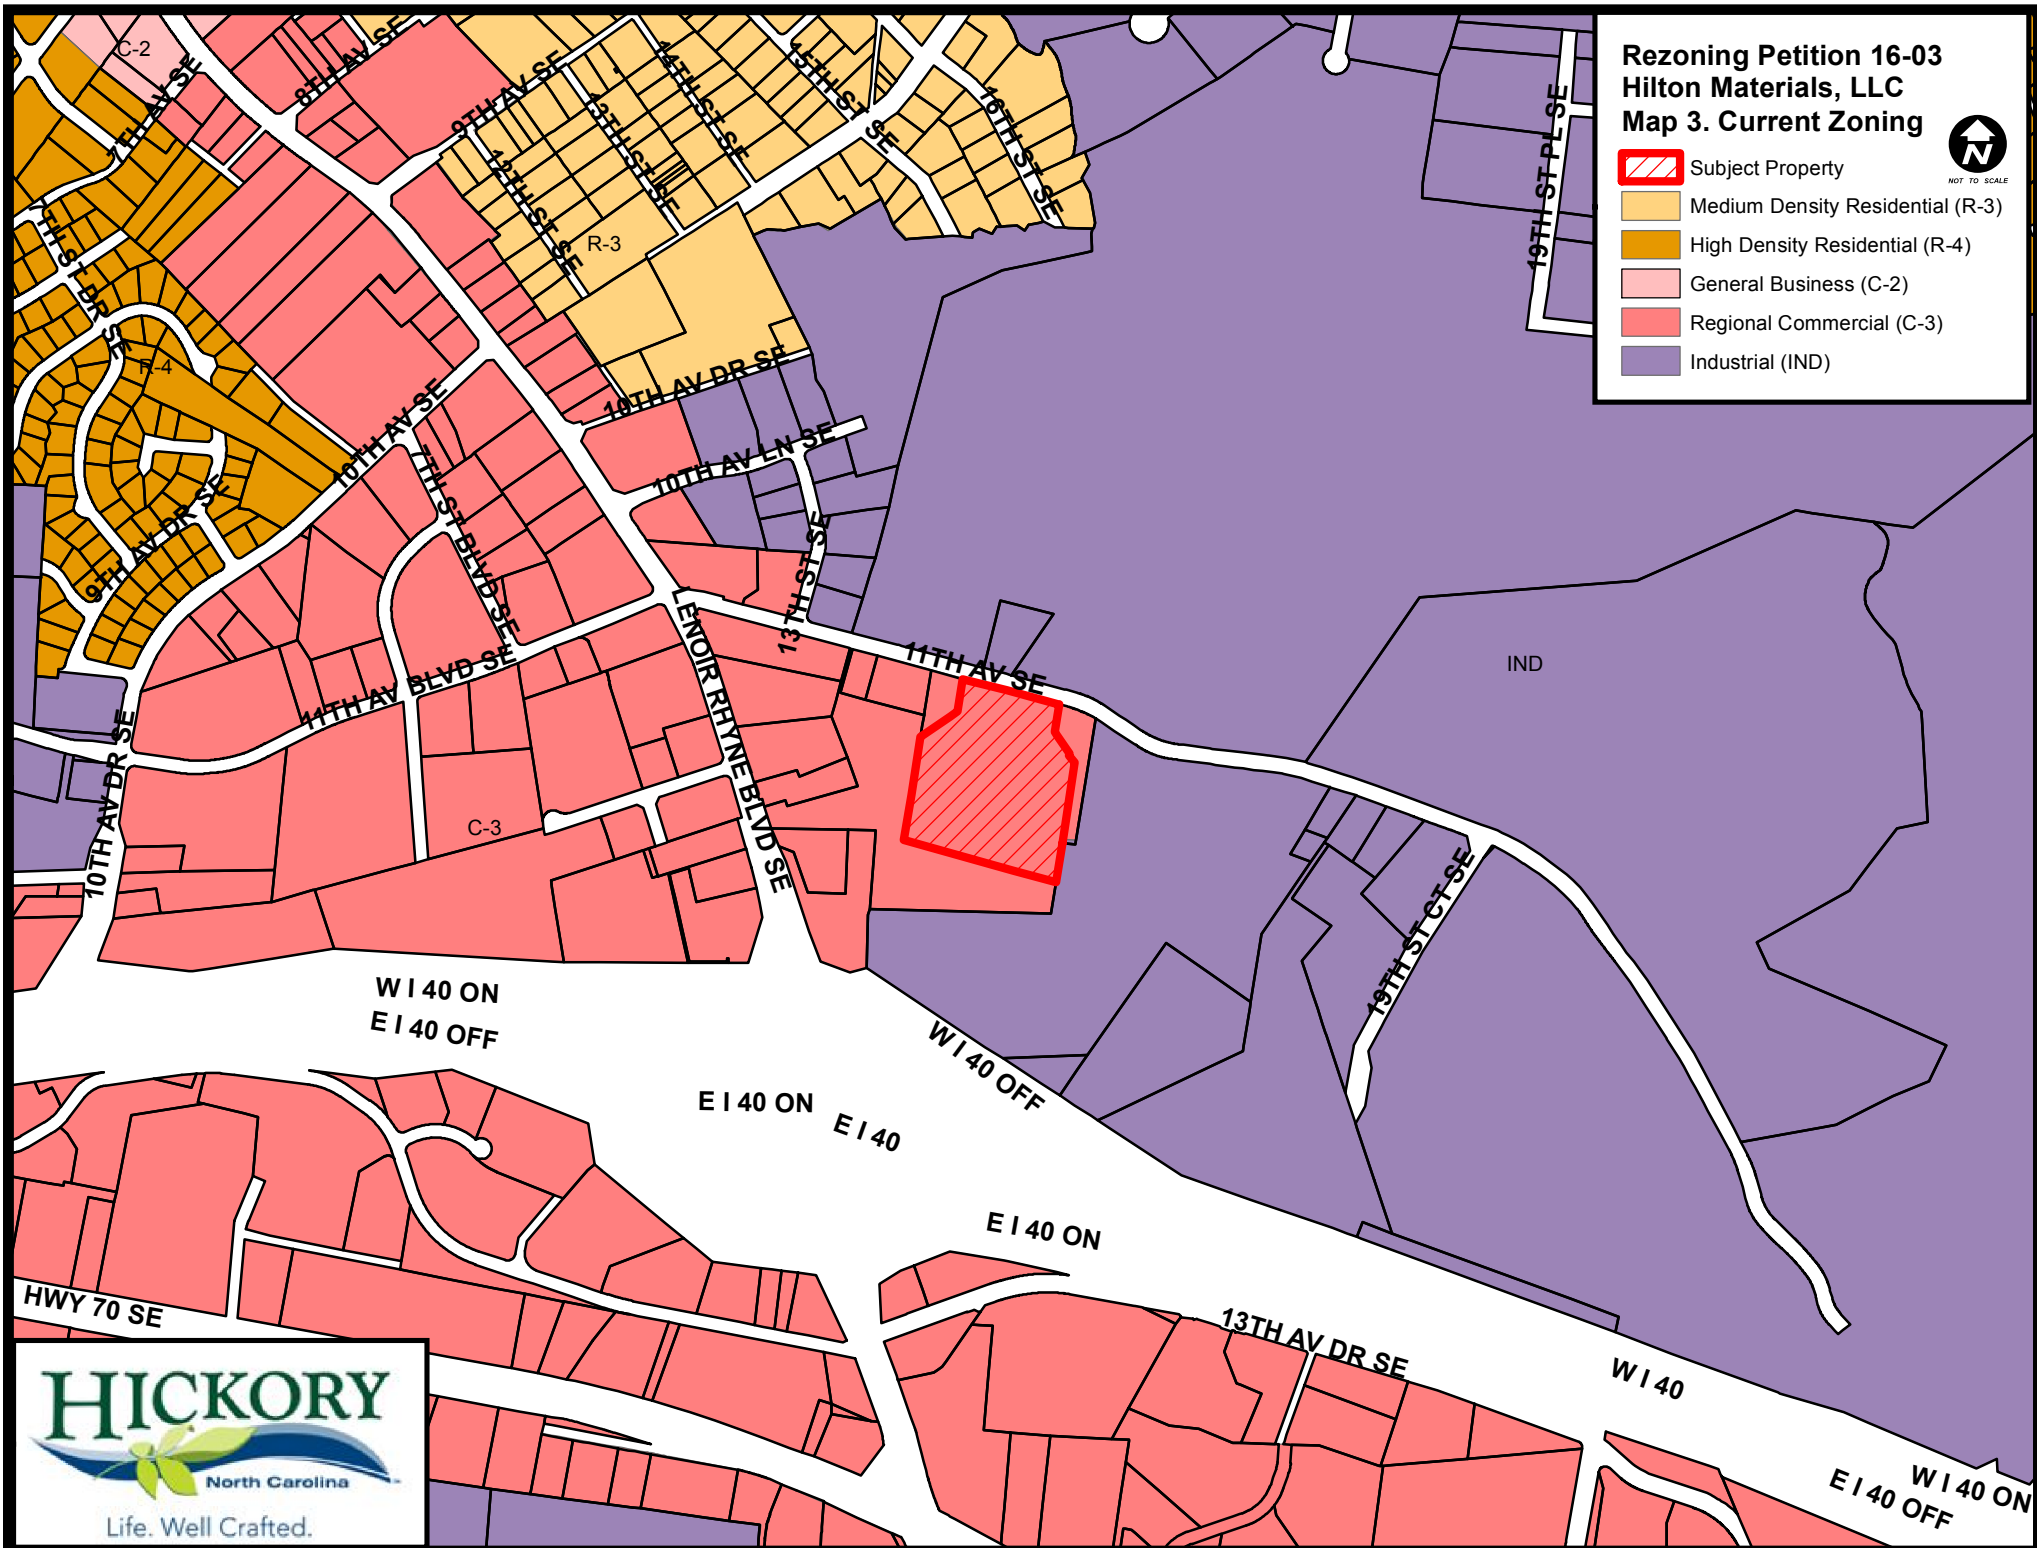 Rezoning Petition 16-03
Hilton Materials, LLC
Map 3. Current Zoning
N
NOT TO SCALE
Subject Property
Medium Density Residential (R-3)
High Density Residential (R-4)
General Business (C-2)
Regional Commercial (C-3)
Industrial (IND)
C-2
7TH AV SE
8TH AV SE
9TH AV SE
12TH ST SE
13TH ST SE
14TH ST SE
15TH ST SE
16TH ST SE
19TH ST PL SE
R-3
7TH ST DR SE
R-4
10TH AV DR SE
10TH AV SE
10TH AV LN SE
7TH ST BLVD SE
9TH AV DR SE
13TH ST SE
LENOIR RHYNE BLVD SE
11TH AV SE
11TH AV BLVD SE
IND
10TH AV DR SE
C-3
19TH ST CT SE
W I 40 ON
E I 40 OFF
W I 40 OFF
E I 40 ON
E I 40
E I 40 ON
HWY 70 SE
13TH AV DR SE
W I 40
W I 40 ON
E I 40 OFF
HICKORY
North Carolina
Life. Well Crafted.